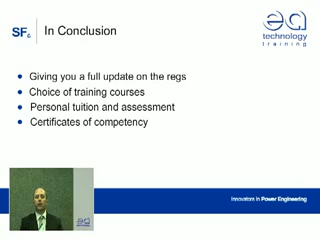 SF6
In Conclusion
ea
technology
training
Giving you a full update on the regs
Choice of training courses
Personal tuition and assessment
Certificates of competency
Innovators in Power Engineering
ea